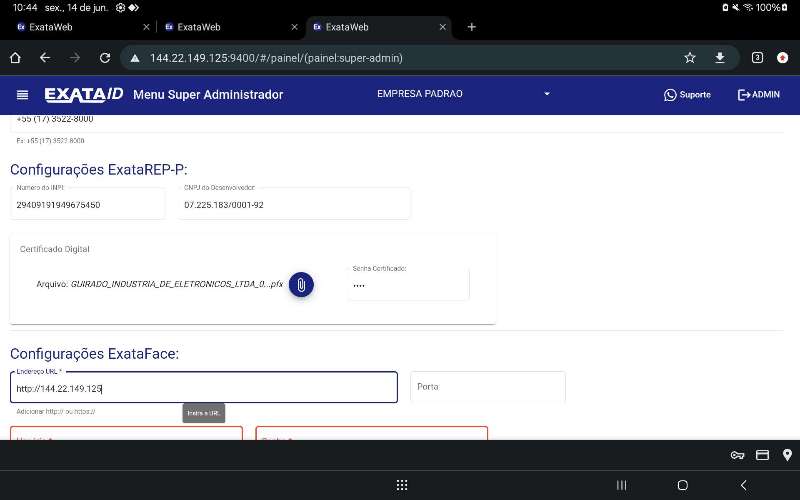 10:44 sex., 14 de jun.
100%
ExataWeb
ExataWeb
ExataWeb
144.22.149.125:9400/#/painel/(painel:super-admin)
3
EXATAID Menu Super Administrador
EMPRESA PADRAO
Suporte
ADMIN
+55 (17) 3522-8000
Ex: +55 (17) 3522-8000
Configurações ExataREP-P:
Numero do INPI:
29409191949675450
CNPJ do Desenvolvedor:
07.225.183/0001-92
Certificado Digital
Arquivo: GUIRADO_INDUSTRIA_DE_ELETRONICOS_LTDA_0...pfx
Senha Certificado:
••••
Configurações ExataFace:
Endereço URL *
http://144.22.149.125
Porta
Adicionar http:// ou https://
Insira a URL